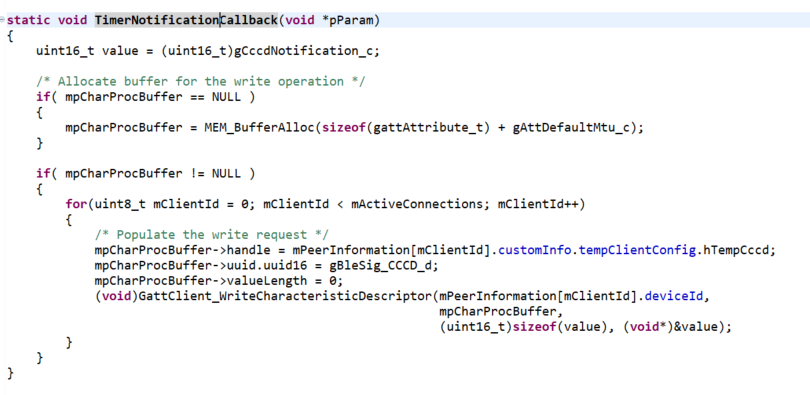 static void TimerNotificationCallback(void *pParam)
{
    uint16_t value = (uint16_t)gCccdNotification_c;

    /* Allocate buffer for the write operation */
    if( mpCharProcBuffer == NULL )
    {
        mpCharProcBuffer = MEM_BufferAlloc(sizeof(gattAttribute_t) + gAttDefaultMtu_c);
    }

    if( mpCharProcBuffer != NULL )
    {
        for(uint8_t mClientId = 0; mClientId < mActiveConnections; mClientId++)
        {
            /* Populate the write request */
            mpCharProcBuffer->handle = mPeerInformation[mClientId].customInfo.tempClientConfig.hTempCccd;
            mpCharProcBuffer->uuid.uuid16 = gBleSig_CCCD_d;
            mpCharProcBuffer->valueLength = 0;
            (void)GattClient_WriteCharacteristicDescriptor(mPeerInformation[mClientId].deviceId,
                                                           mpCharProcBuffer,
                                                           (uint16_t)sizeof(value), (void*)&value);
        }
    }
}